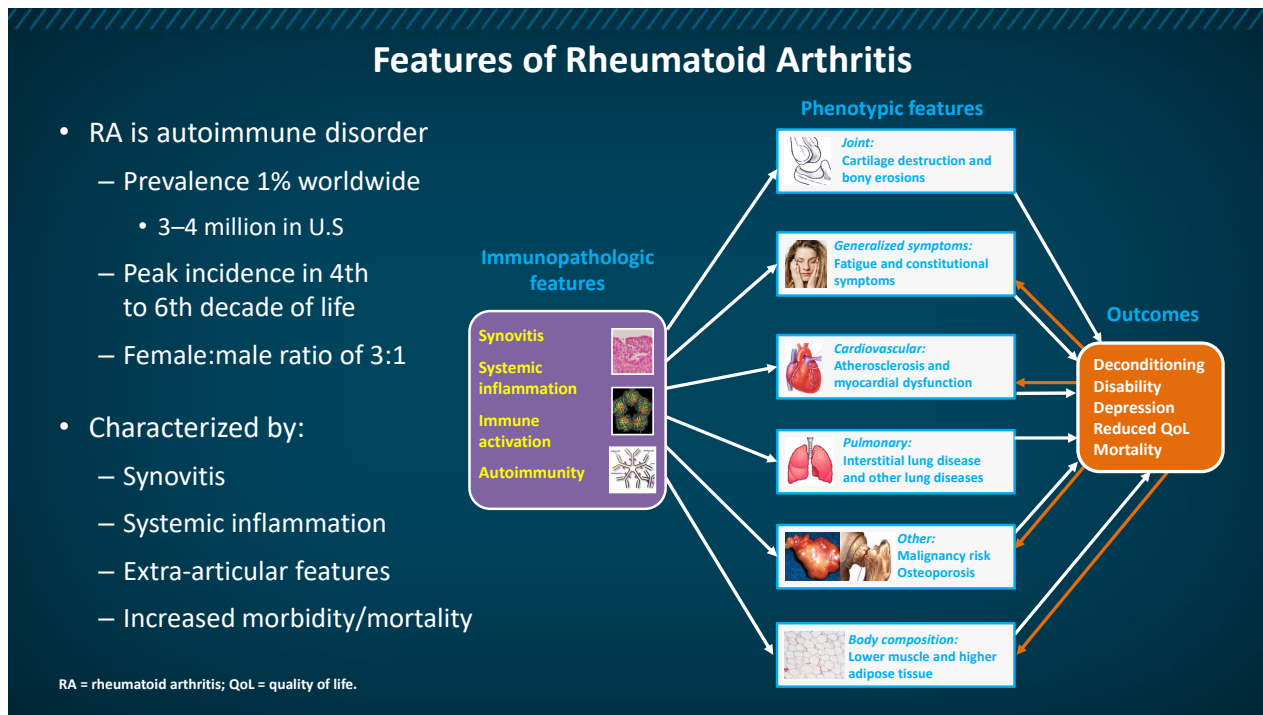 Features of Rheumatoid Arthritis
• RA is autoimmune disorder
– Prevalence 1% worldwide
• 3–4 million in U.S
– Peak incidence in 4th
to 6th decade of life
– Female:male ratio of 3:1
• Characterized by:
– Synovitis
– Systemic inflammation
– Extra-articular features
– Increased morbidity/mortality
RA = rheumatoid arthritis; QoL = quality of life.
Immunopathologic
features
Synovitis
Systemic
inflammation
Immune
activation
Autoimmunity
Phenotypic features
Joint:
Cartilage destruction and
bony erosions
Generalized symptoms:
Fatigue and constitutional
symptoms
Cardiovascular:
Atherosclerosis and
myocardial dysfunction
Pulmonary:
Interstitial lung disease
and other lung diseases
Other:
Malignancy risk
Osteoporosis
Body composition:
Lower muscle and higher
adipose tissue
Outcomes
Deconditioning
Disability
Depression
Reduced QoL
Mortality